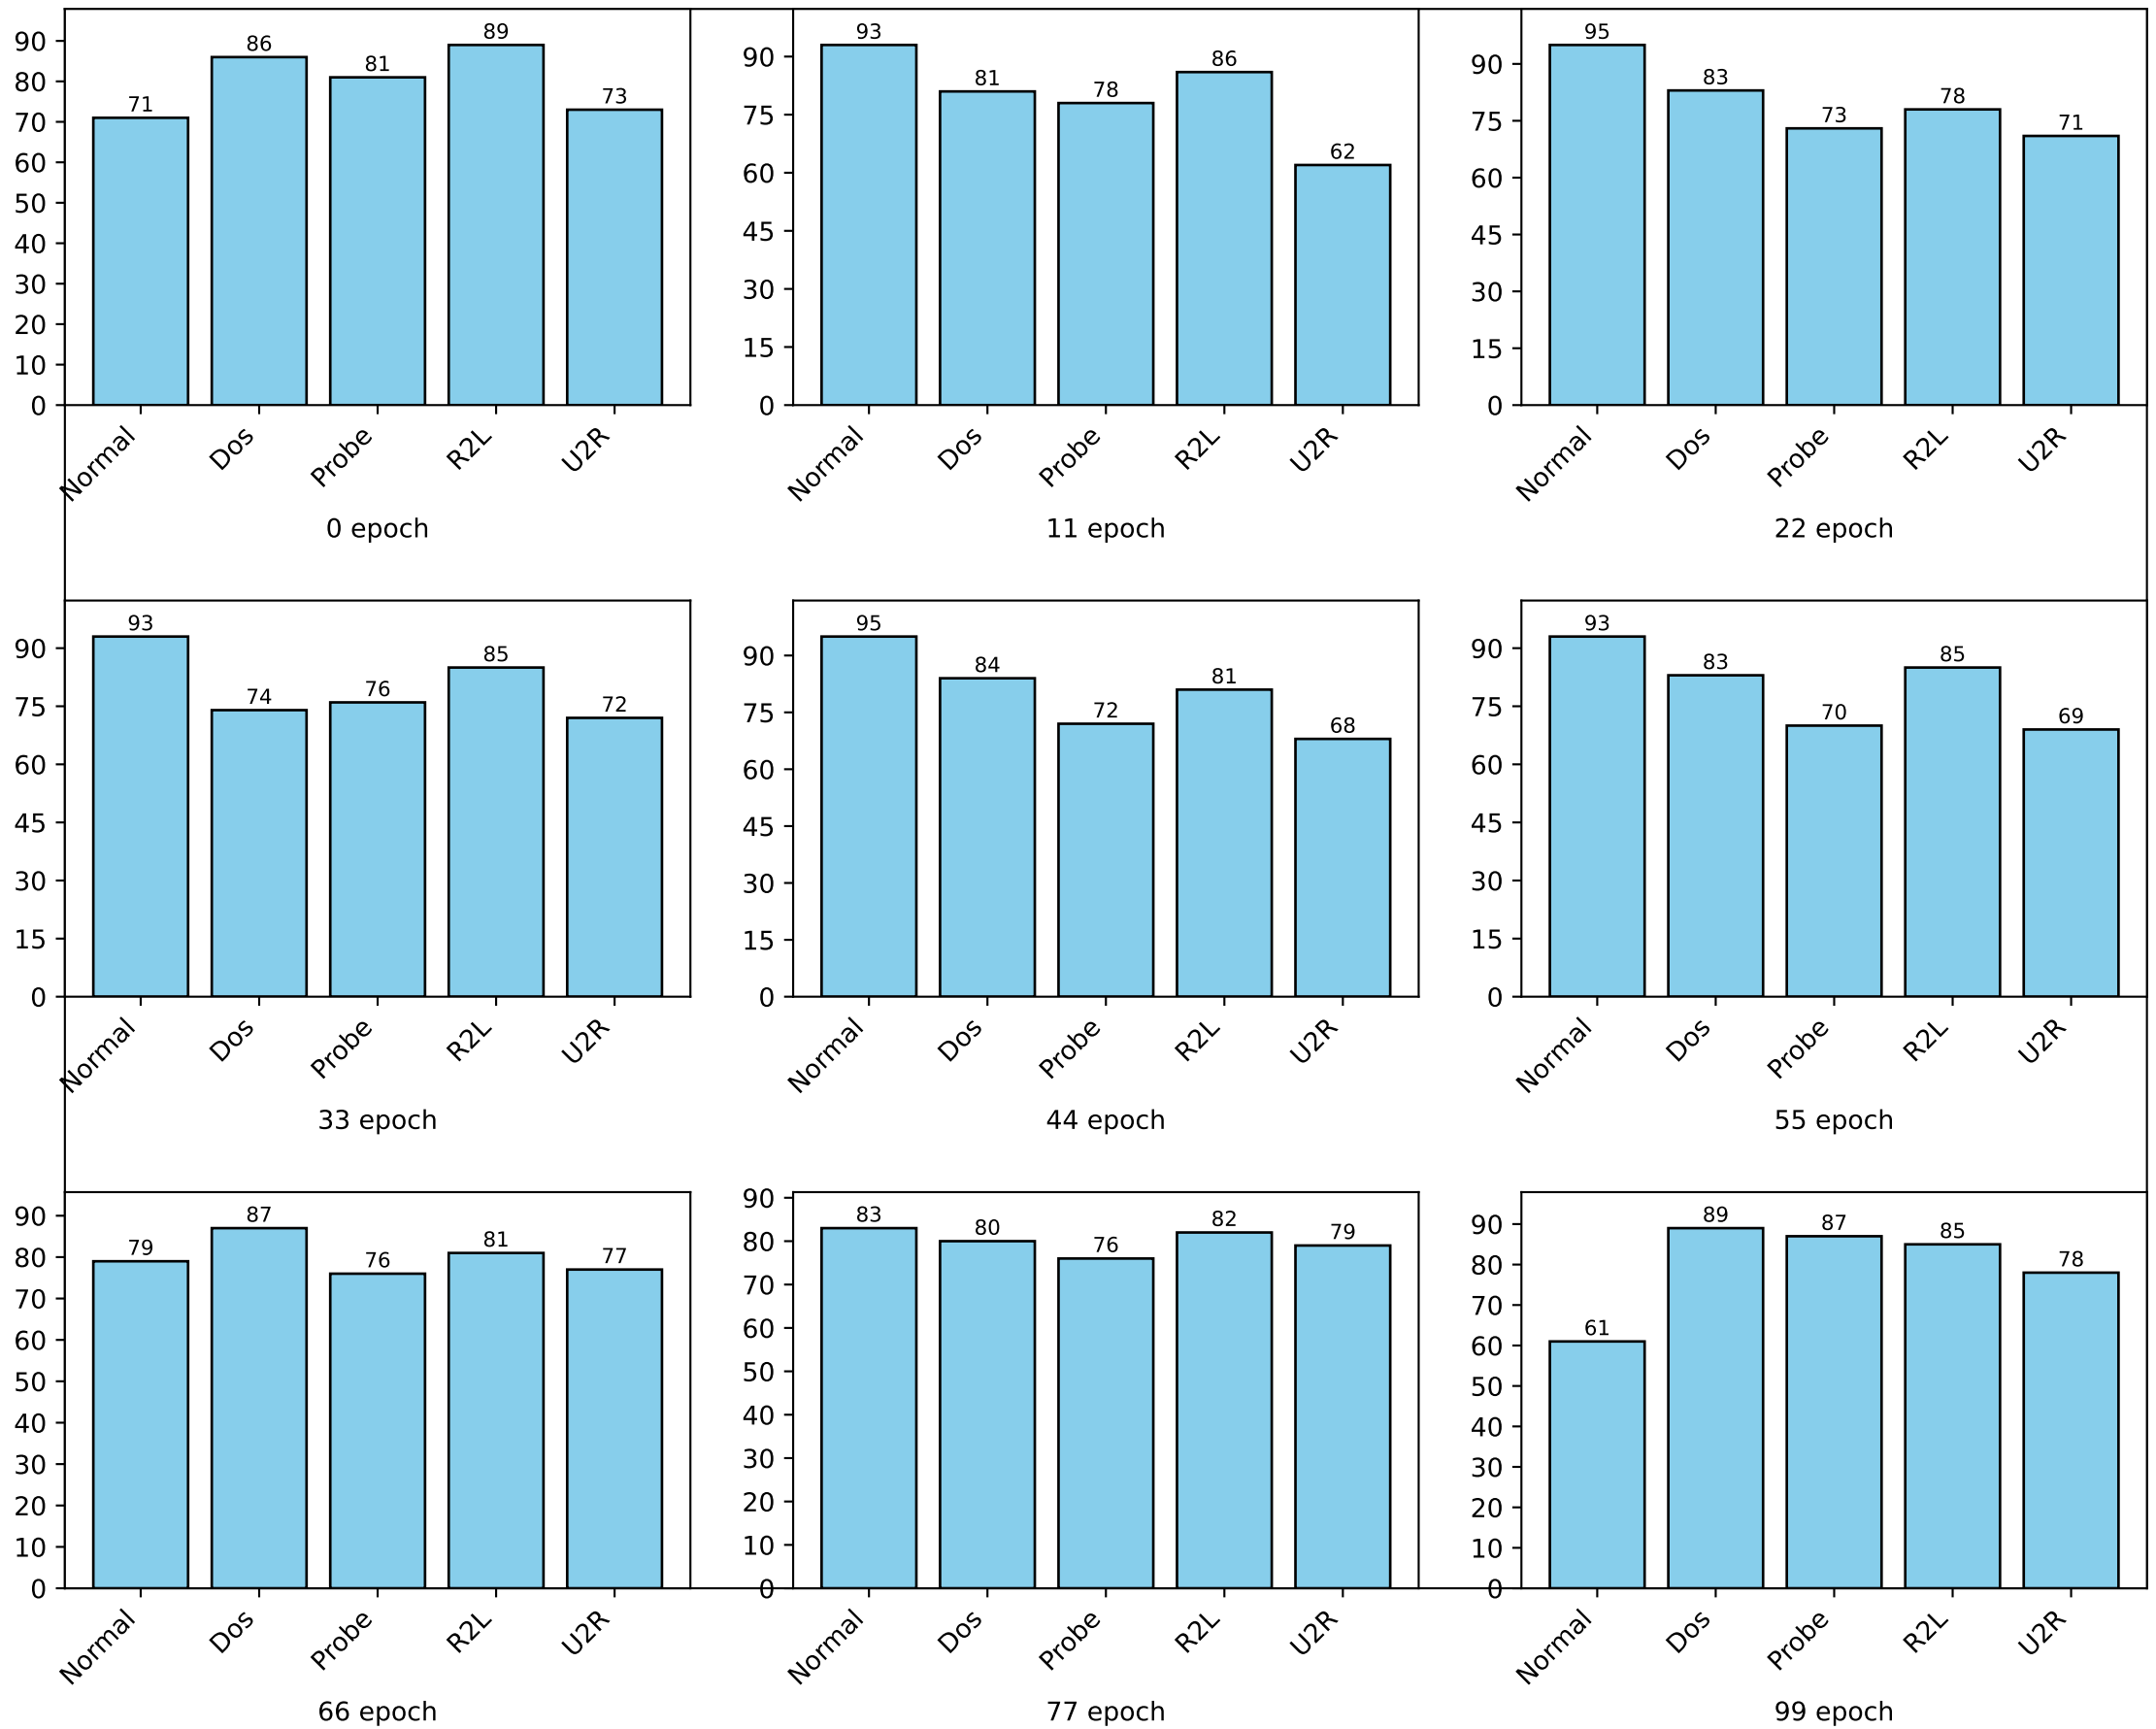 90
80
70
60
50
40
30
20
10
0
71
86
81
89
73
Normal
Dos
Probe
R2L
U2R
0 epoch
90
75
60
45
30
15
0
93
81
78
86
62
Normal
Dos
Probe
R2L
U2R
11 epoch
90
75
60
45
30
15
0
95
83
73
78
71
Normal
Dos
Probe
R2L
U2R
22 epoch
90
75
60
45
30
15
0
93
74
76
85
72
Normal
Dos
Probe
R2L
U2R
33 epoch
90
75
60
45
30
15
0
95
84
72
81
68
Normal
Dos
Probe
R2L
U2R
44 epoch
90
75
60
45
30
15
0
93
83
70
85
69
Normal
Dos
Probe
R2L
U2R
55 epoch
90
80
70
60
50
40
30
20
10
0
79
87
76
81
77
Normal
Dos
Probe
R2L
U2R
66 epoch
90
80
70
60
50
40
30
20
10
0
83
80
76
82
79
Normal
Dos
Probe
R2L
U2R
77 epoch
90
80
70
60
50
40
30
20
10
0
61
89
87
85
78
Normal
Dos
Probe
R2L
U2R
99 epoch